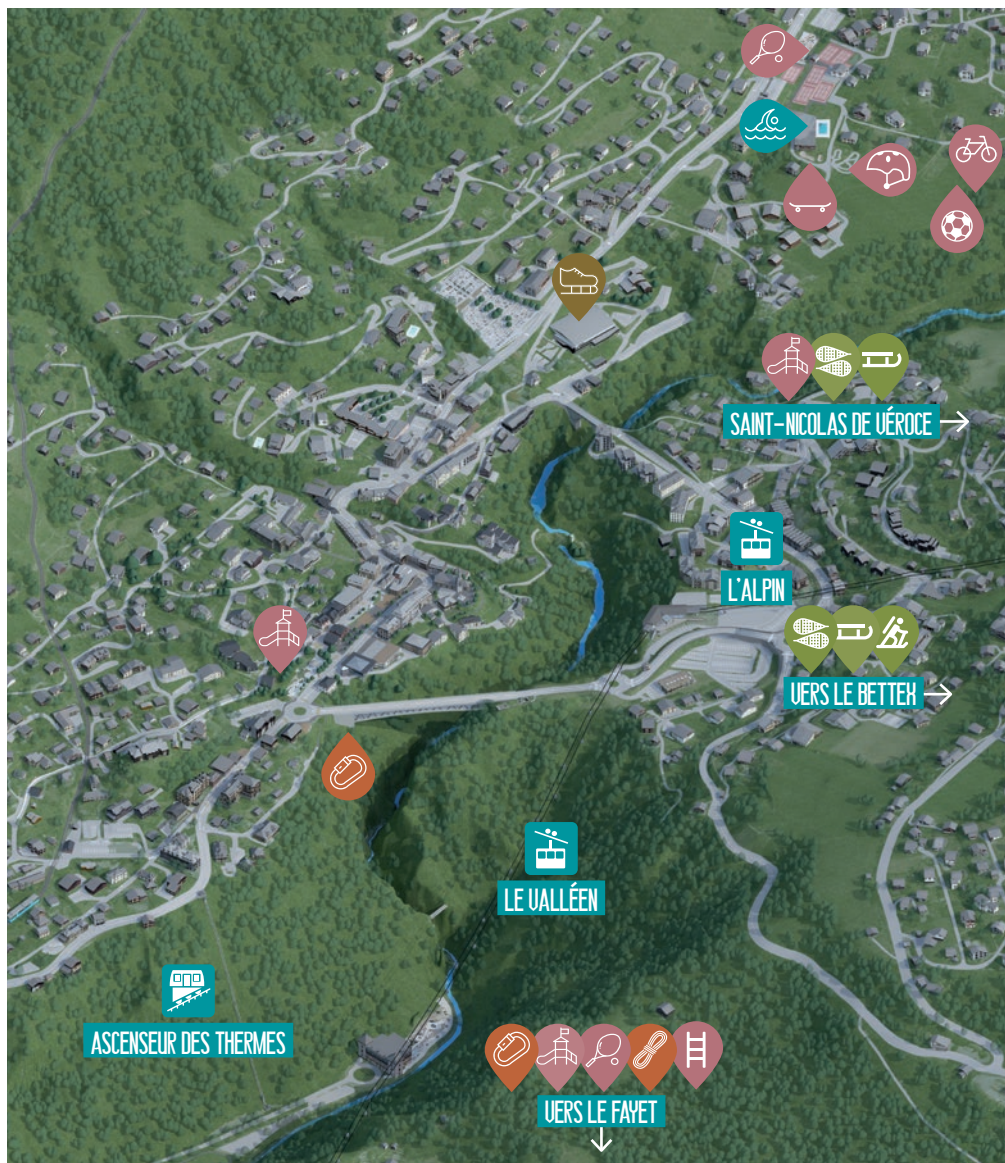 SAINT-NICOLAS DE VÉROCE
L'ALPIN
VERS LE BETTEX
LE VALLÉEN
ASCENSEUR DES THERMES
VERS LE FAYET